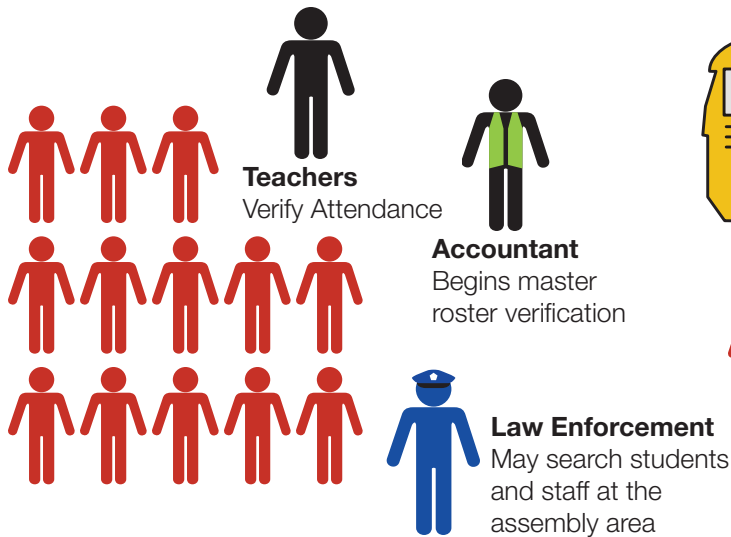 Teachers
Verify Attendance
Accountant
Begins master
roster verification
Law Enforcement
May search students
and staff at the
assembly area